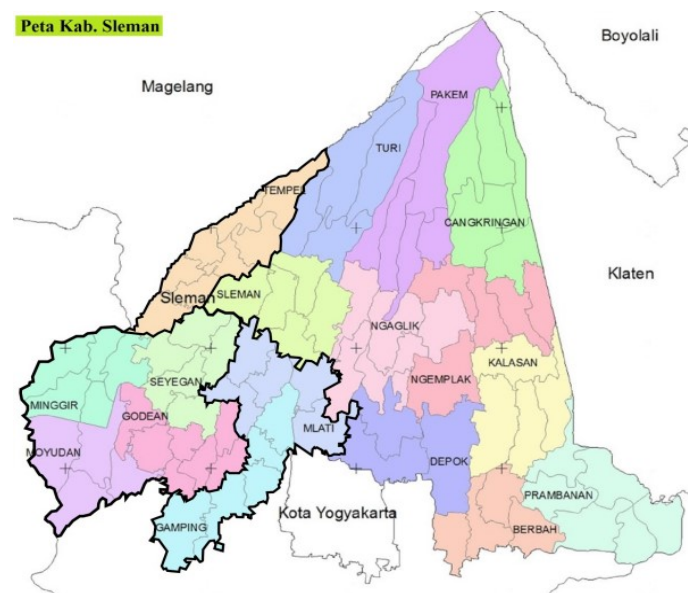 Peta Kab. Sleman
Boyolali
Magelang
PAKEM
TURI
TEMPEL
CANGKRINGAN
Klaten
SLEMAN
Sleman
NGAGLIK
KALASAN
SEYEGAN
NGEMPLAK
MINGGIR
GODEAN
MLATI
MOYUDAN
DEPOK
PRAMBANAN
Kota Yogyakarta
GAMPING
BERBAH